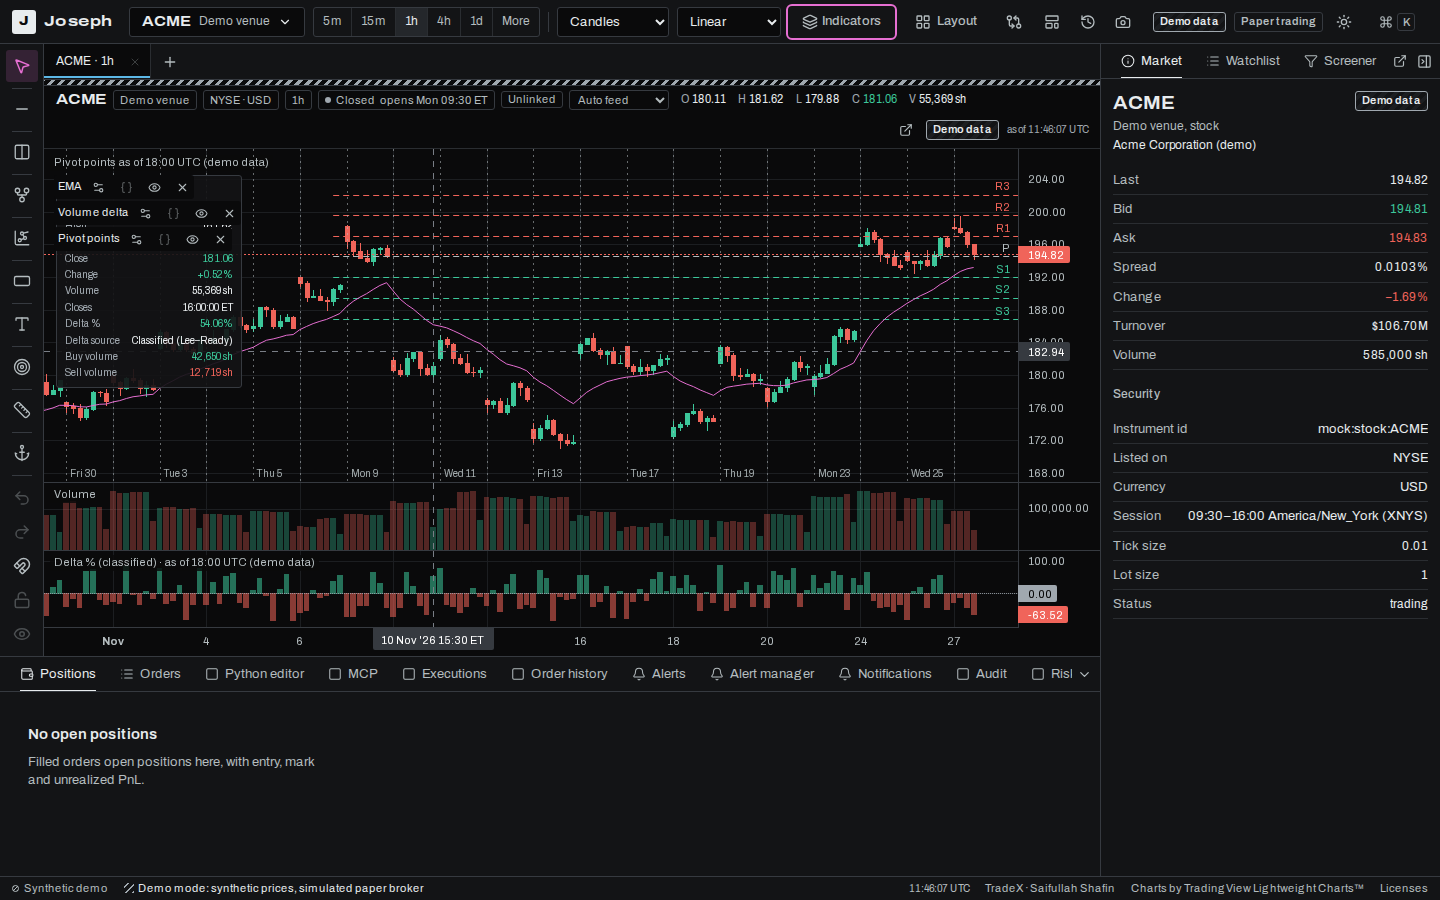 J Joseph ACME Demo venue 5m 15m 1h 4h 1d More Candles Linear Indicators Layout Demo data Paper trading ⌘ K
ACME · 1h × +
Market Watchlist Screener
ACME Demo venue NYSE·USD 1h Closed opens Mon 09:30 ET Unlinked Auto feed O 180.11 H 181.62 L 179.88 C 181.06 V 55,369 sh
Demo data as of 11:46:07 UTC
Pivot points as of 18:00 UTC (demo data)
EMA
Volume delta
Pivot points
Close 181.06
Change +0.52%
Volume 55,369 sh
Closes 16:00:00 ET
Delta % 54.06%
Delta source Classified (Lee–Ready)
Buy volume 42,650 sh
Sell volume 12,719 sh
R3
R2
R1
P
S1
S2
S3
204.00
200.00
196.00
194.82
192.00
188.00
184.00
182.94
180.00
176.00
172.00
168.00
Fri 30 Tue 3 Thu 5 Mon 9 Wed 11 Fri 13 Tue 17 Thu 19 Mon 23 Wed 25
Volume
100,000.00
Delta % (classified) · as of 18:00 UTC (demo data)
100.00
0.00
-63.52
Nov 4 6 10 Nov '26 15:30 ET 16 18 20 24 27
ACME Demo data
Demo venue, stock
Acme Corporation (demo)
Last 194.82
Bid 194.81
Ask 194.83
Spread 0.0103%
Change −1.69%
Turnover $106.70M
Volume 585,000 sh
Security
Instrument id mock:stock:ACME
Listed on NYSE
Currency USD
Session 09:30–16:00 America/New_York (XNYS)
Tick size 0.01
Lot size 1
Status trading
Positions Orders Python editor MCP Executions Order history Alerts Alert manager Notifications Audit
No open positions
Filled orders open positions here, with entry, mark
and unrealized PnL.
Synthetic demo Demo mode: synthetic prices, simulated paper broker 11:46:07 UTC TradeX · Saifullah Shafin Charts by TradingView Lightweight Charts™ Licenses